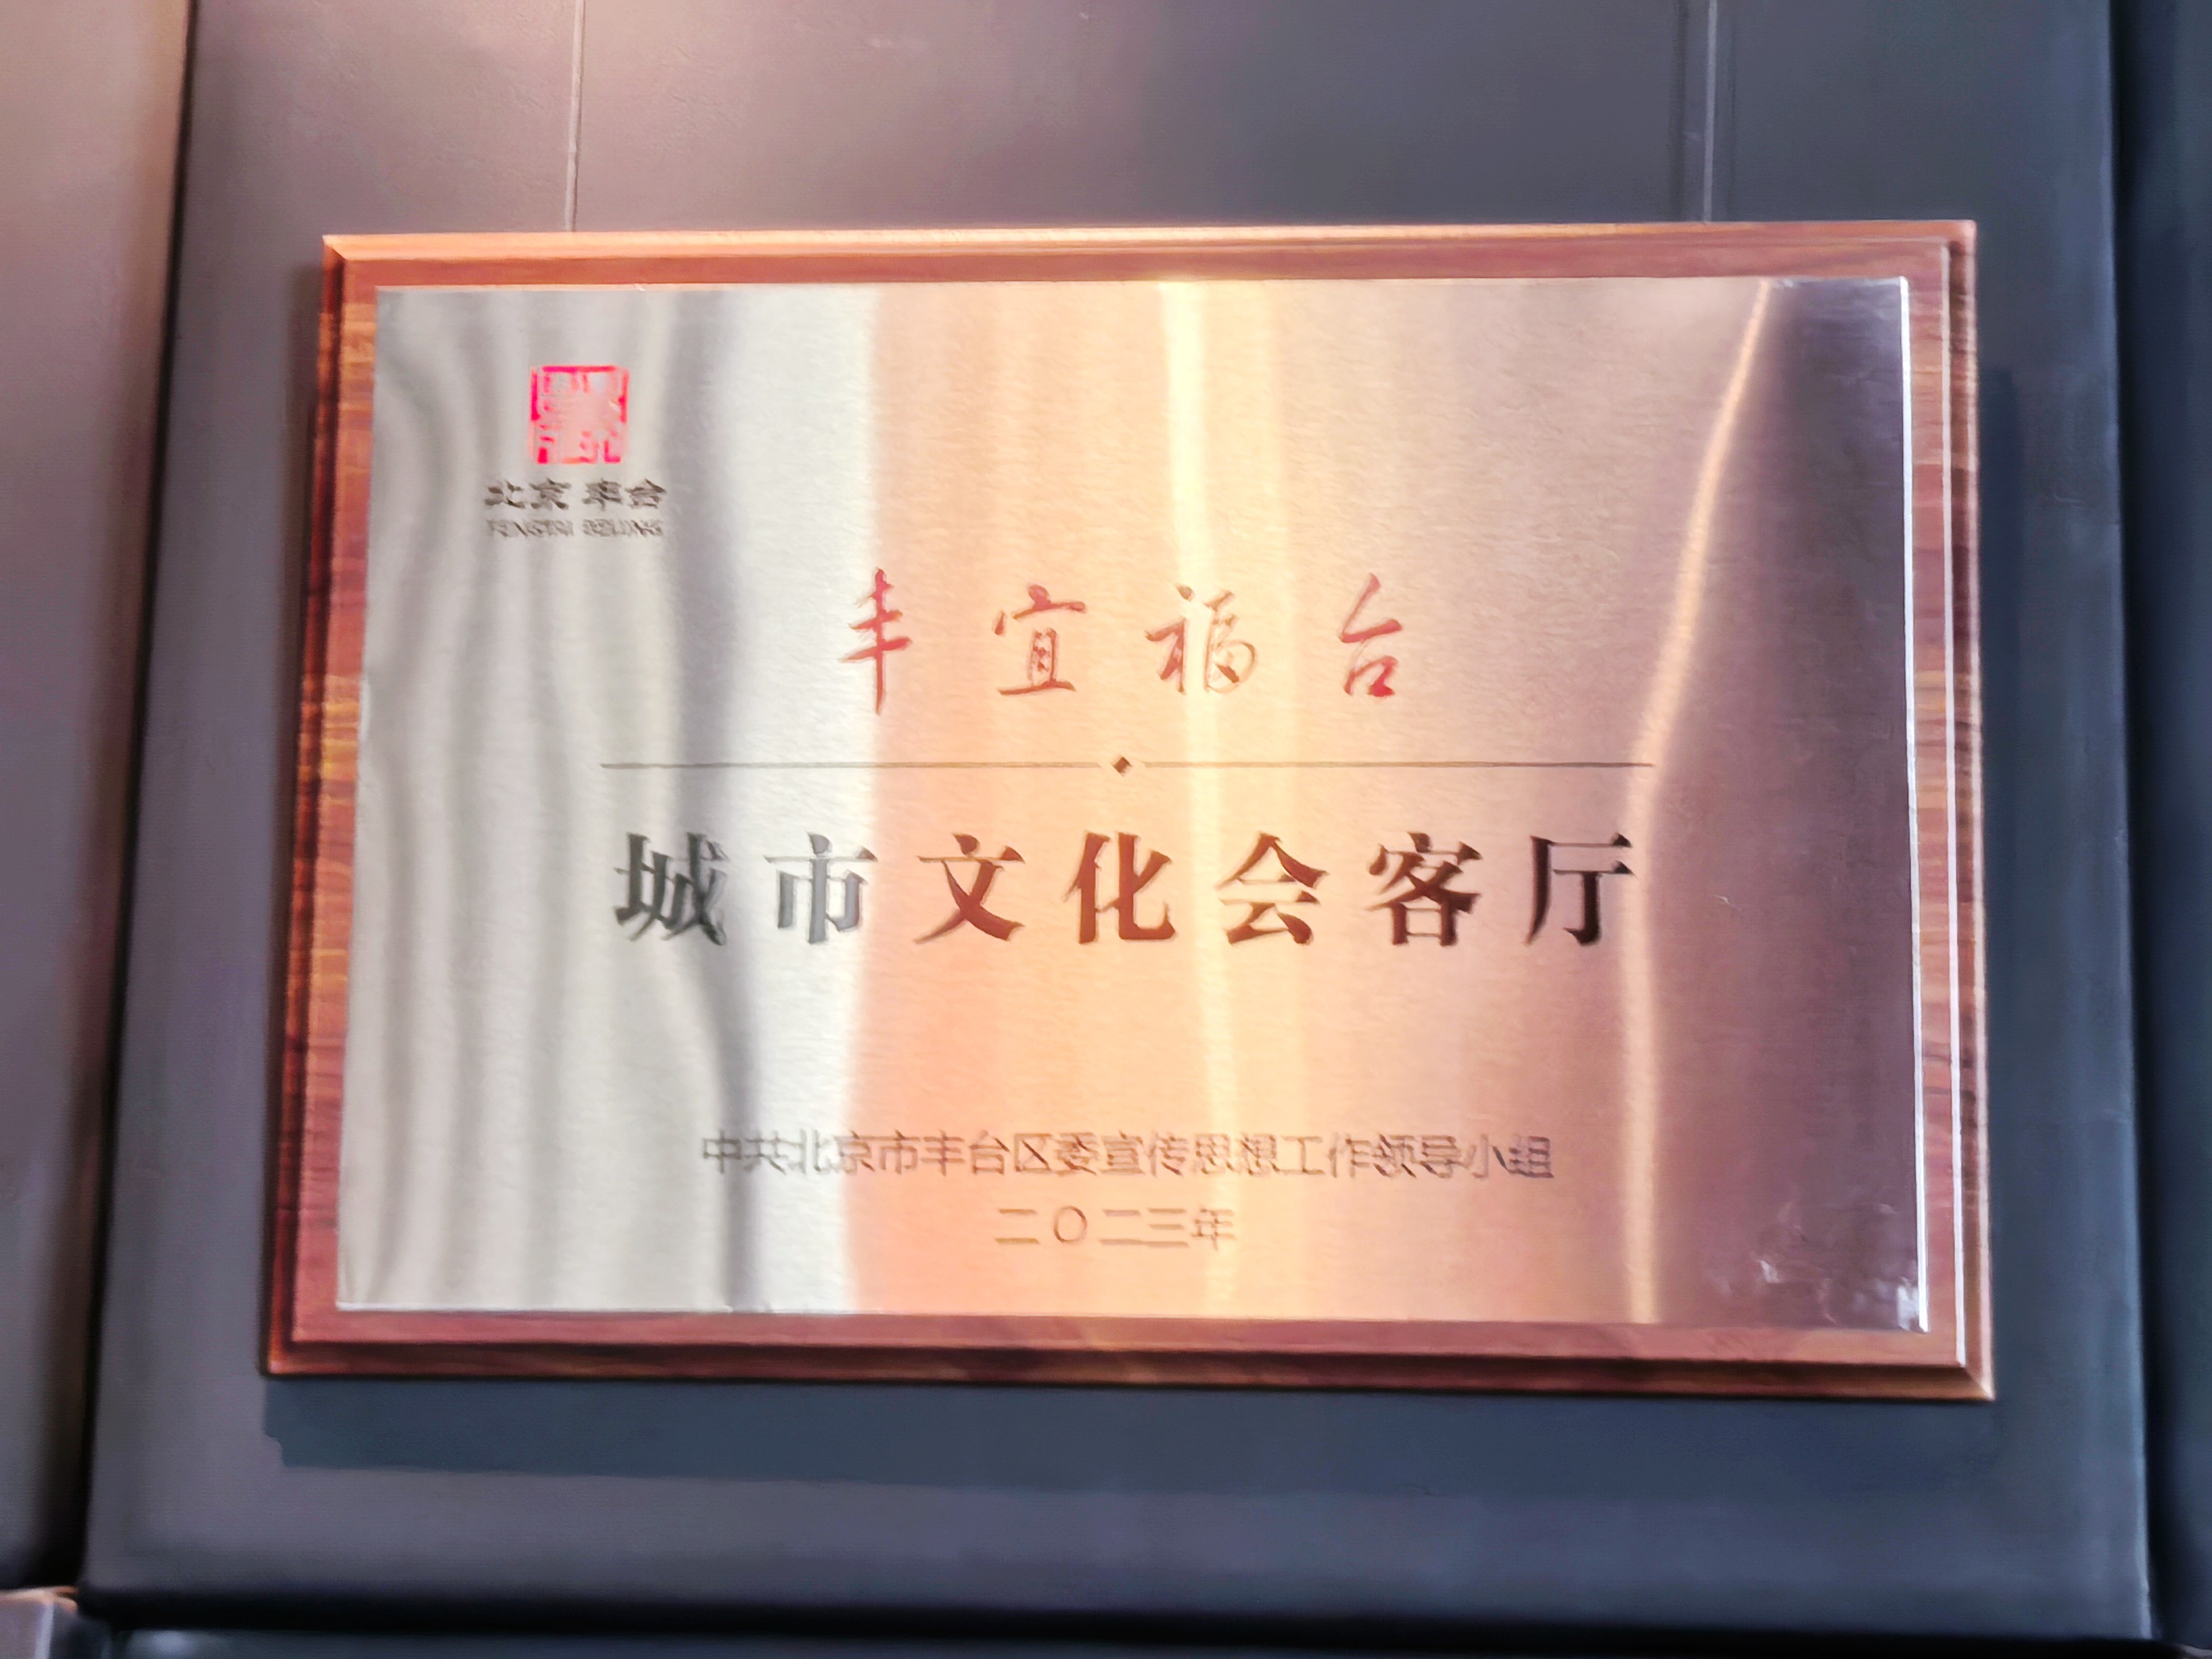 北京 丰台
FENGTAI BEIJING
丰宜福台
城市文化会客厅
中共北京市丰台区委宣传思想工作领导小组
二〇二三年